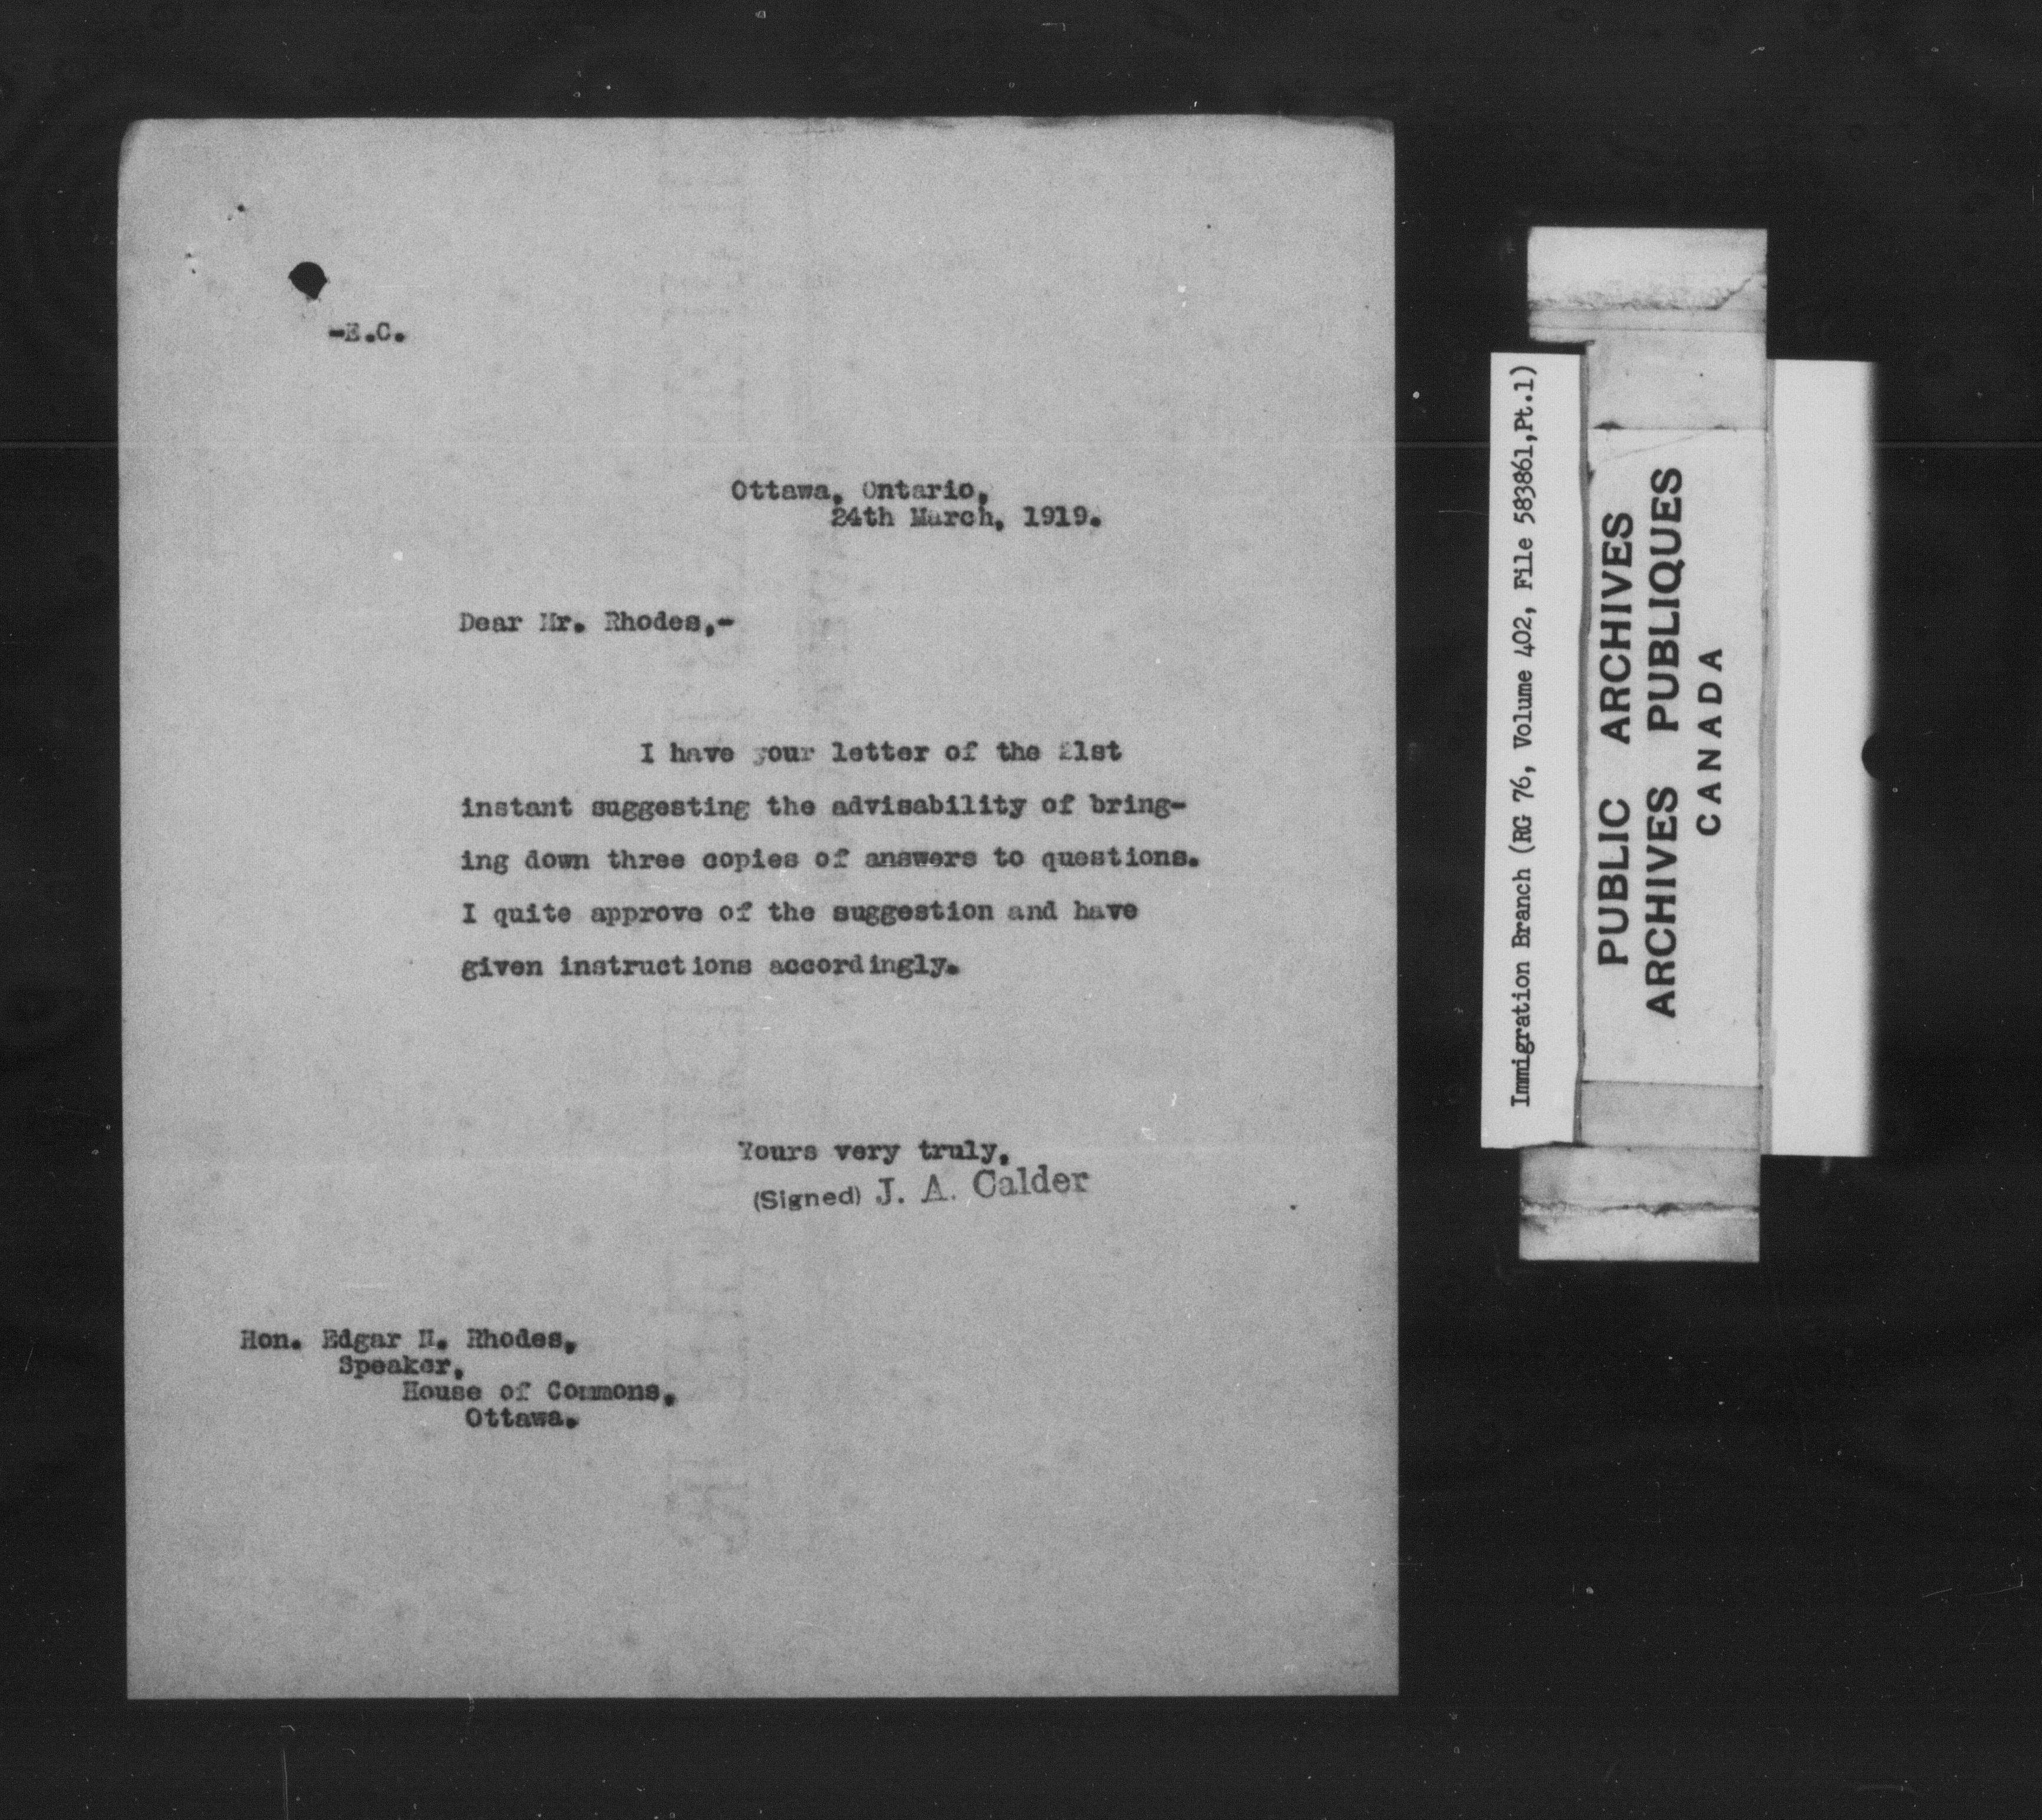 -E.C.
Ottawa, Ontario,
24th March, 1919.
Dear Mr. Rhodes,-
I have your letter of the 21st
instant suggesting the advisability of bring-
ing down three copies of answers to questions.
I quite approve of the suggestion and have
given instructions accordingly.
Yours very truly,
(Signed) J. A. Calder
Hon. Edgar N. Rhodes,
Speaker,
House of Commons,
Ottawa.
Immigration Branch (RG 76, Volume 402, File 583861,Pt.1)
PUBLIC ARCHIVES
ARCHIVES PUBLIQUES
CANADA